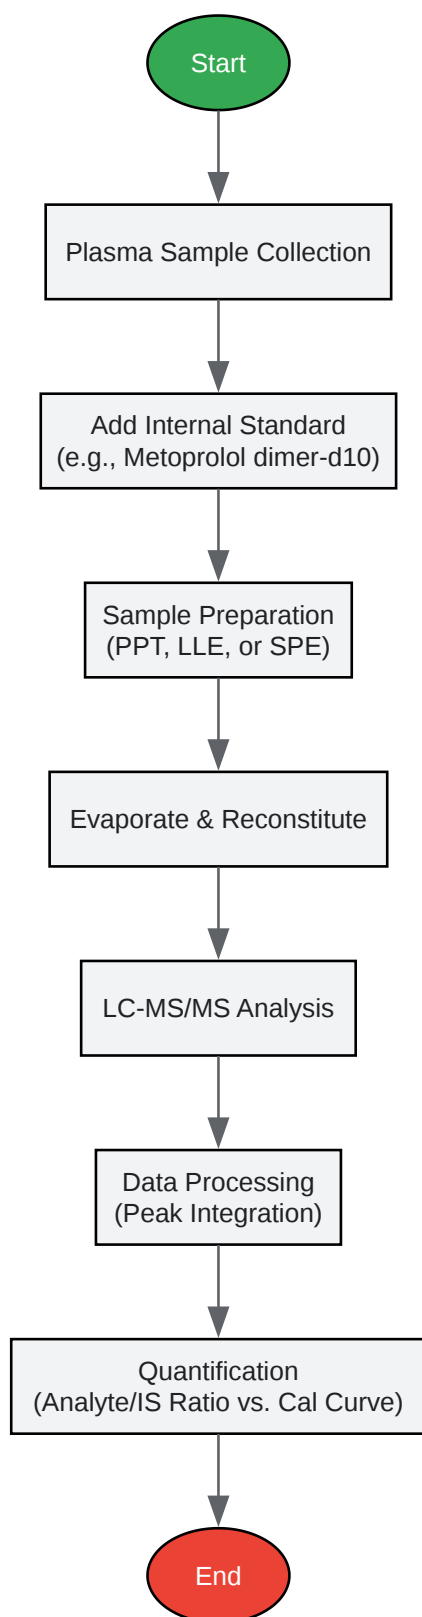 Start
Plasma Sample Collection
Add Internal Standard
(e.g., Metoprolol dimer-d10)
Sample Preparation
(PPT, LLE, or SPE)
Evaporate & Reconstitute
LC-MS/MS Analysis
Data Processing
(Peak Integration)
Quantification
(Analyte/IS Ratio vs. Cal Curve)
End